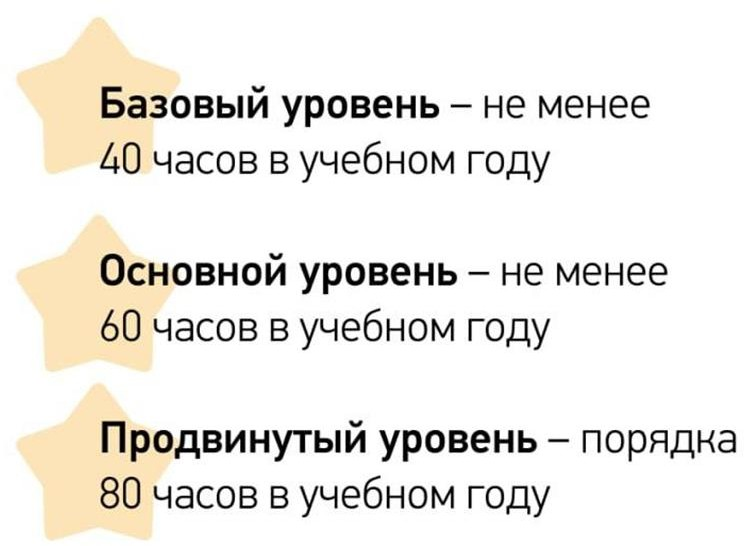 Базовый уровень – не менее
40 часов в учебном году
Основной уровень – не менее
60 часов в учебном году
Продвинутый уровень – порядка
80 часов в учебном году